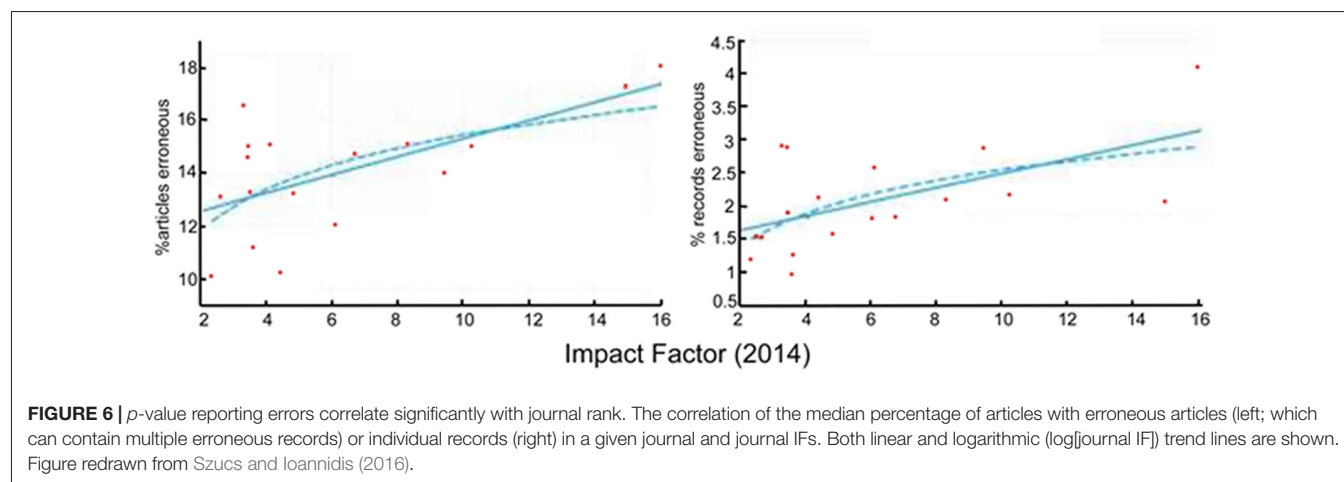 %articles erroneous
18
16
14
12
10
2 4 6 8 10 12 14 16
% records erroneous
4.5
4
3.5
3
2.5
2
1.5
1
0.5
2 4 6 8 10 12 14 16
Impact Factor (2014)
FIGURE 6 | p-value reporting errors correlate significantly with journal rank. The correlation of the median percentage of articles with erroneous articles (left; which
can contain multiple erroneous records) or individual records (right) in a given journal and journal IFs. Both linear and logarithmic (log[journal IF]) trend lines are shown.
Figure redrawn from Szucs and Ioannidis (2016).